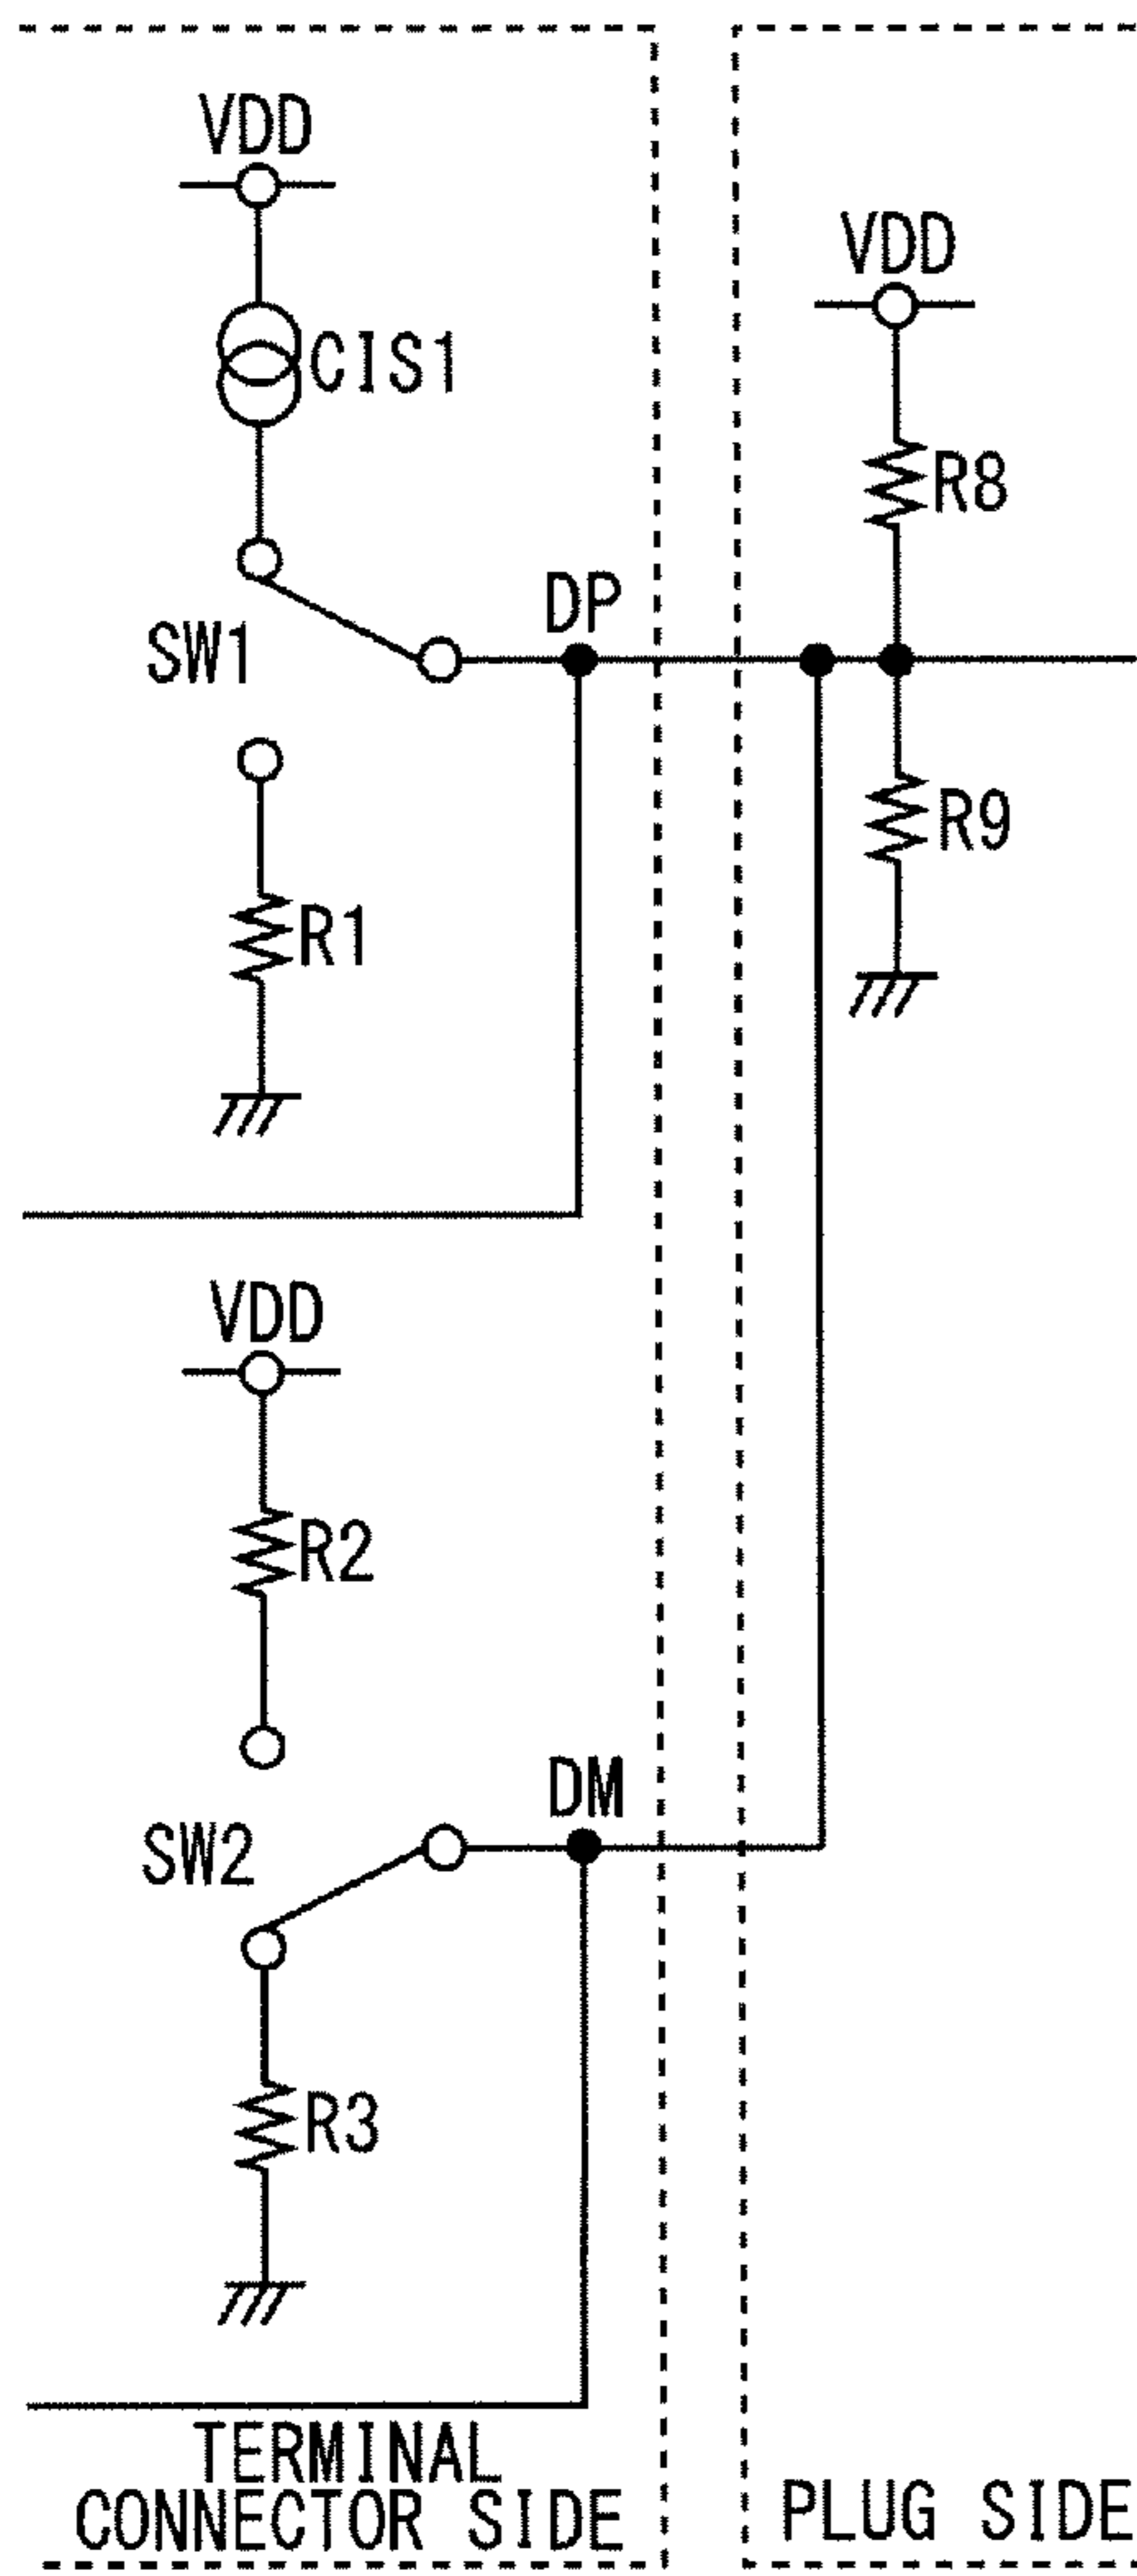 VDD
VDD
CIS1
R8
DP
SW1
R9
R1
VDD
R2
DM
SW2
R3
TERMINAL
CONNECTOR SIDE
PLUG SIDE